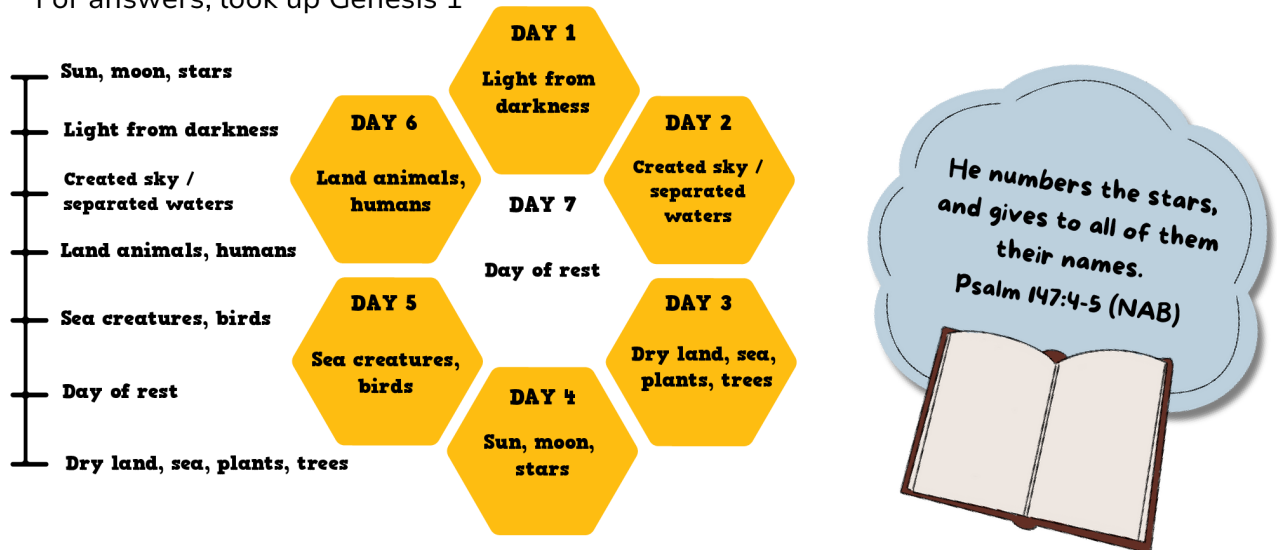 For answers, look up Genesis 1
Sun, moon, stars
Light from darkness
Created sky /
separated waters
Land animals, humans
Sea creatures, birds
Day of rest
Dry land, sea, plants, trees
DAY 1
Light from
darkness
DAY 2
Created sky /
separated
waters
DAY 3
Dry land, sea,
plants, trees
DAY 4
Sun, moon,
stars
DAY 5
Sea creatures,
birds
DAY 6
Land animals,
humans
DAY 7
Day of rest
He numbers the stars,
and gives to all of them
their names.
Psalm 147:4-5 (NAB)